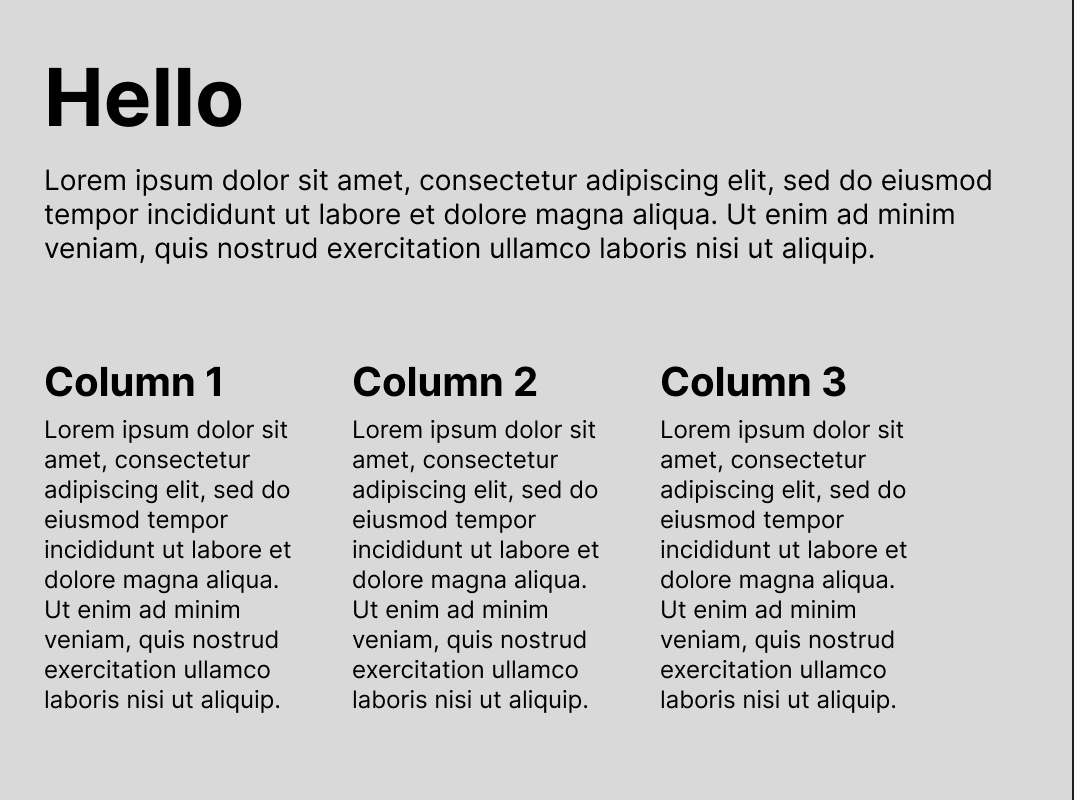 Hello
Lorem ipsum dolor sit amet, consectetur adipiscing elit, sed do eiusmod
tempor incididunt ut labore et dolore magna aliqua. Ut enim ad minim
veniam, quis nostrud exercitation ullamco laboris nisi ut aliquip.
Column 1
Lorem ipsum dolor sit
amet, consectetur
adipiscing elit, sed do
eiusmod tempor
incididunt ut labore et
dolore magna aliqua.
Ut enim ad minim
veniam, quis nostrud
exercitation ullamco
laboris nisi ut aliquip.
Column 2
Lorem ipsum dolor sit
amet, consectetur
adipiscing elit, sed do
eiusmod tempor
incididunt ut labore et
dolore magna aliqua.
Ut enim ad minim
veniam, quis nostrud
exercitation ullamco
laboris nisi ut aliquip.
Column 3
Lorem ipsum dolor sit
amet, consectetur
adipiscing elit, sed do
eiusmod tempor
incididunt ut labore et
dolore magna aliqua.
Ut enim ad minim
veniam, quis nostrud
exercitation ullamco
laboris nisi ut aliquip.